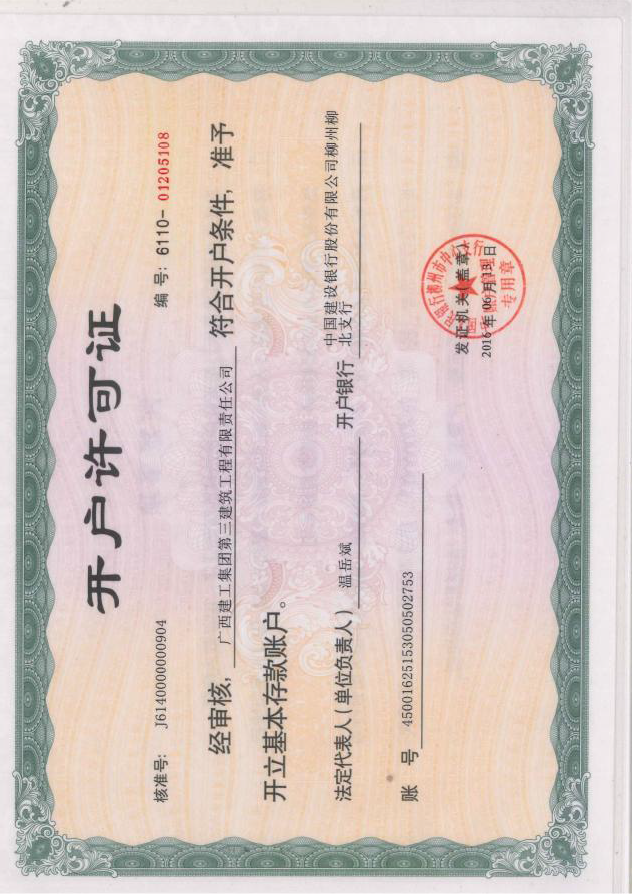 开户许可证
核准号: J6140000000904
编号: 6110-01205108
经审核, 广西建工集团第三建筑工程有限责任公司 符合开户条件, 准予
开立基本存款账户。
法定代表人(单位负责人) 温岳斌 开户银行 中国建设银行股份有限公司柳州柳
北支行
账 号 45001625153050502753
发证机关(盖章)
2016年06月13日
专用章